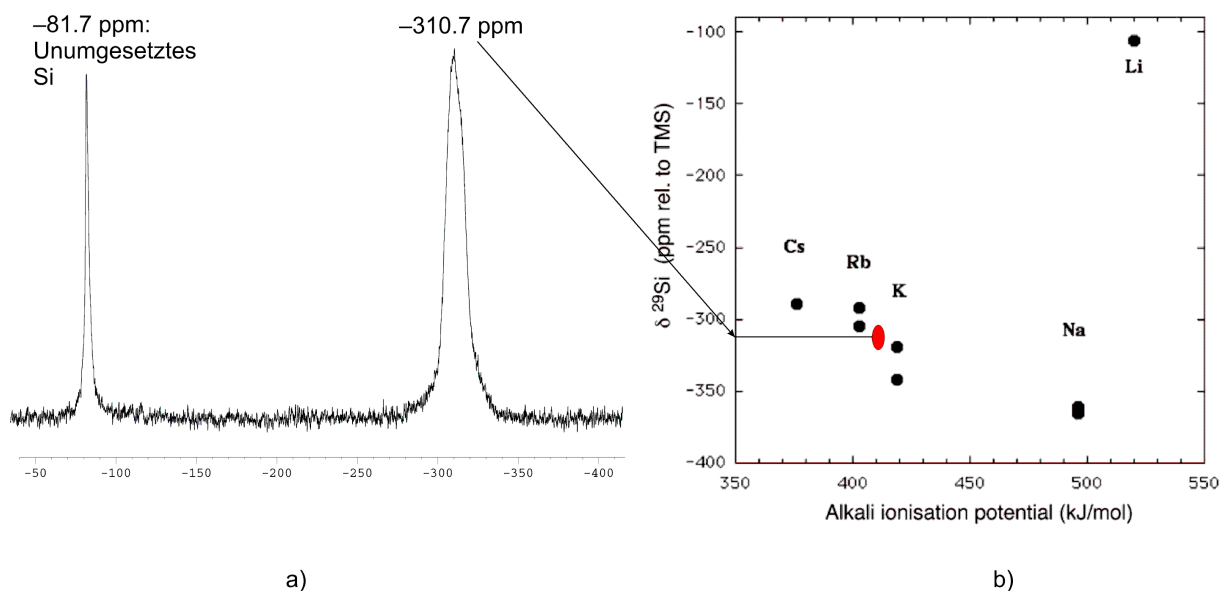 –81.7 ppm:
Unumgesetztes
Si
–310.7 ppm
-50 -100 -150 -200 -250 -300 -350 -400
a)
δ ²⁹Si (ppm rel. to TMS)
-100
-150
-200
-250
-300
-350
-400
Li
Cs
Rb
K
Na
350 400 450 500 550
Alkali ionisation potential (kJ/mol)
b)